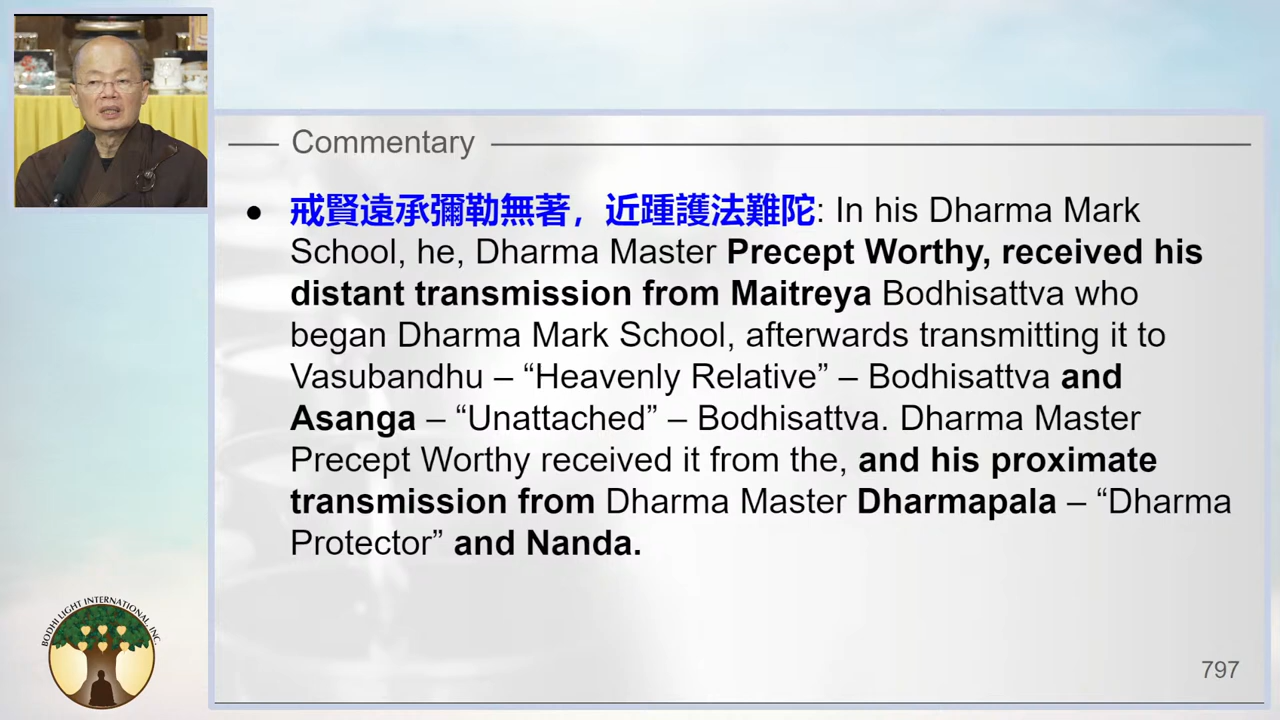 Commentary
● 戒賢遠承彌勒無著，近踵護法難陀: In his Dharma Mark
School, he, Dharma Master Precept Worthy, received his
distant transmission from Maitreya Bodhisattva who
began Dharma Mark School, afterwards transmitting it to
Vasubandhu – “Heavenly Relative” – Bodhisattva and
Asanga – “Unattached” – Bodhisattva. Dharma Master
Precept Worthy received it from the, and his proximate
transmission from Dharma Master Dharmapala – “Dharma
Protector” and Nanda.
BODHI LIGHT INTERNATIONAL, INC.
797